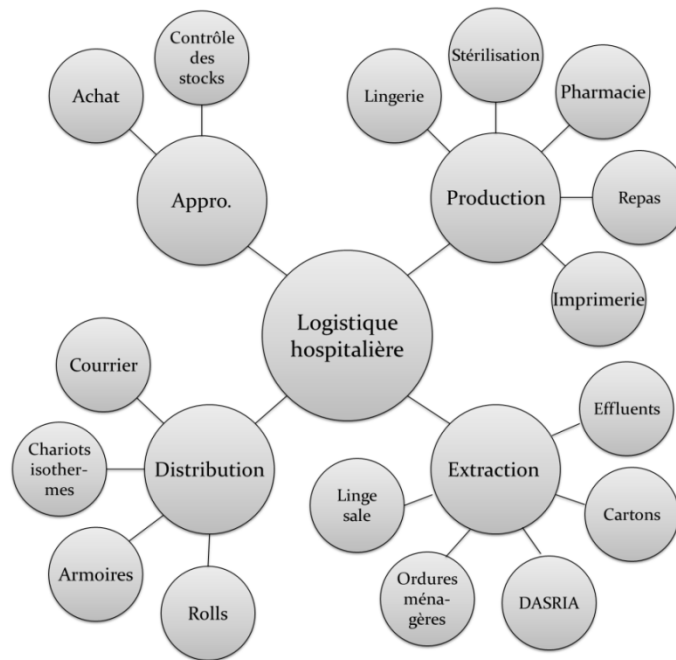 Contrôle
des
stocks
Achat
Appro.
Stérilisation
Lingerie
Pharmacie
Production
Repas
Imprimerie
Logistique
hospitalière
Courrier
Chariots
isother-
mes
Distribution
Armoires
Rolls
Extraction
Effluents
Cartons
DASRIA
Ordures
ména-
gères
Linge
sale